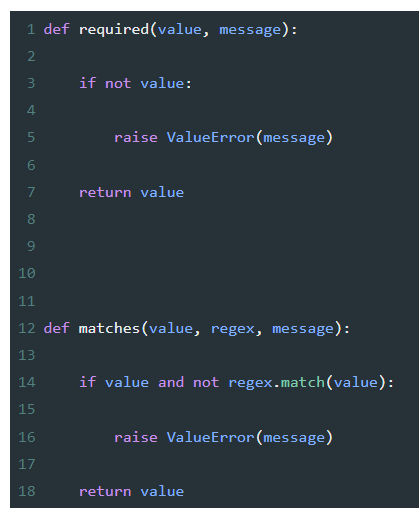 1 def required(value, message):
2
3     if not value:
4
5         raise ValueError(message)
6
7     return value
8
9
10
11
12 def matches(value, regex, message):
13
14     if value and not regex.match(value):
15
16         raise ValueError(message)
17
18     return value